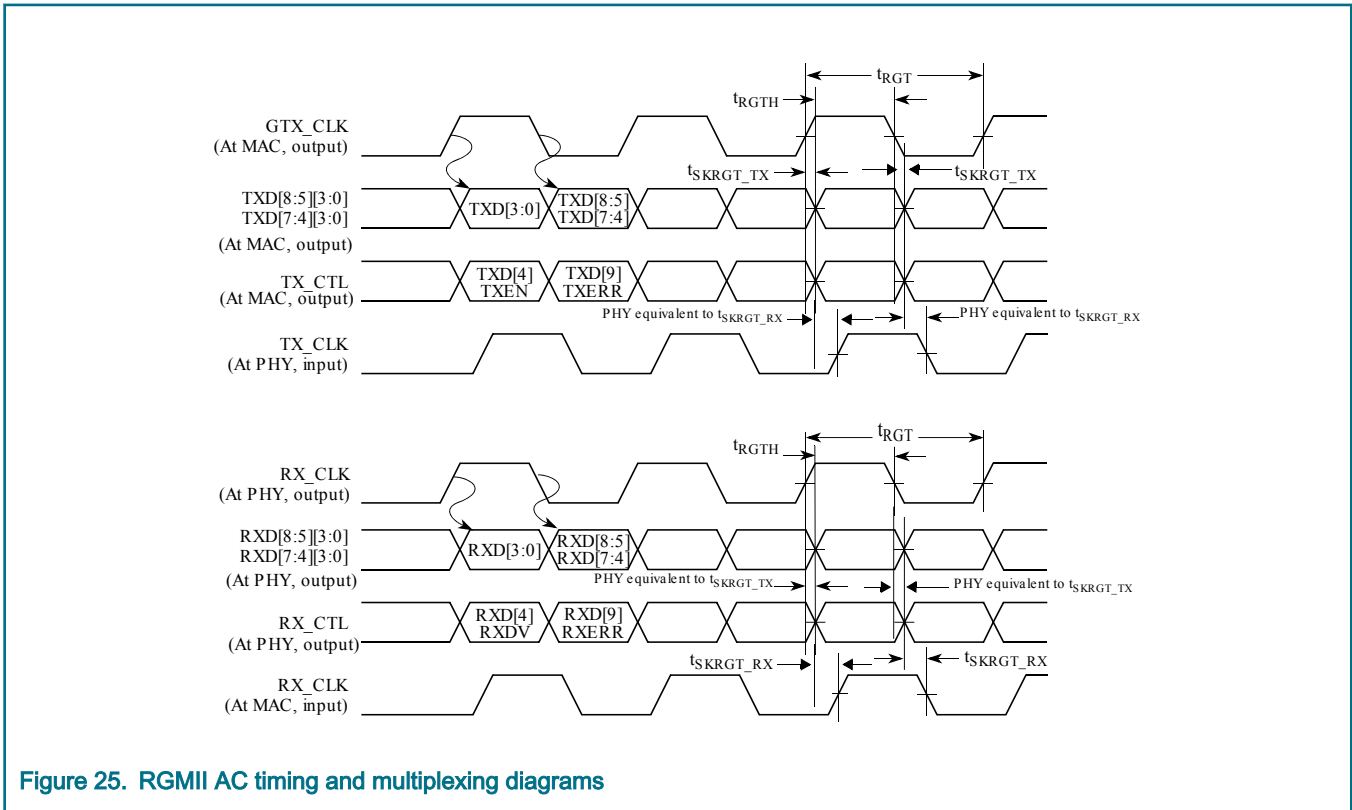 tRGT
tRGTH
GTX_CLK
(At MAC, output)
tSKRGT_TX
tSKRGT_TX
TXD[8:5][3:0]
TXD[7:4][3:0]
(At MAC, output)
TXD[3:0]
TXD[8:5]
TXD[7:4]
TX_CTL
(At MAC, output)
TXD[4]
TXEN
TXD[9]
TXERR
PHY equivalent to tSKRGT_RX
PHY equivalent to tSKRGT_RX
TX_CLK
(At PHY, input)
tRGT
tRGTH
RX_CLK
(At PHY, output)
RXD[8:5][3:0]
RXD[7:4][3:0]
(At PHY, output)
RXD[3:0]
RXD[8:5]
RXD[7:4]
PHY equivalent to tSKRGT_TX
PHY equivalent to tSKRGT_TX
RX_CTL
(At PHY, output)
RXD[4]
RXDV
RXD[9]
RXERR
tSKRGT_RX
tSKRGT_RX
RX_CLK
(At MAC, input)
Figure 25. RGMII AC timing and multiplexing diagrams